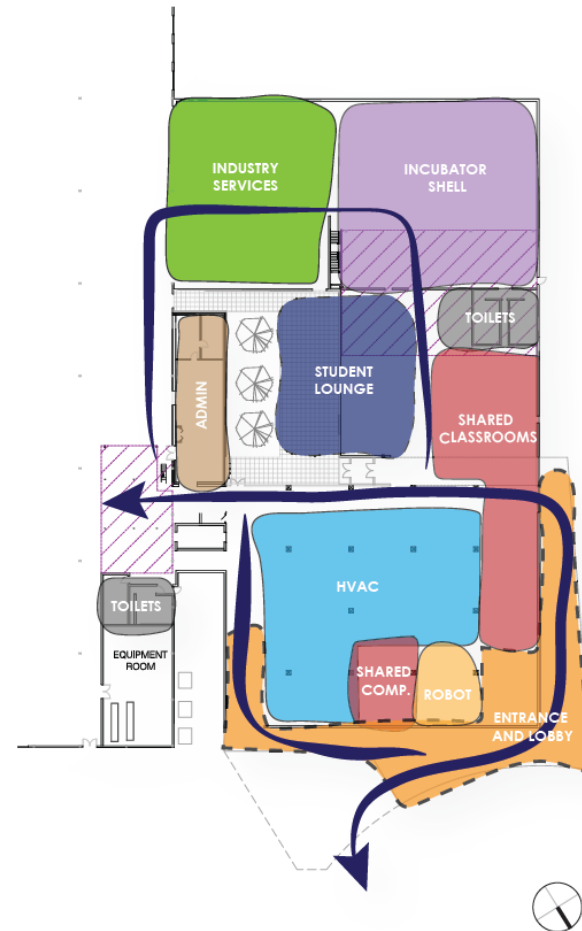 INDUSTRY
SERVICES
INCUBATOR
SHELL
TOILETS
STUDENT
LOUNGE
ADMIN
SHARED
CLASSROOMS
HVAC
TOILETS
EQUIPMENT
ROOM
SHARED
COMP.
ROBOT
ENTRANCE
AND LOBBY